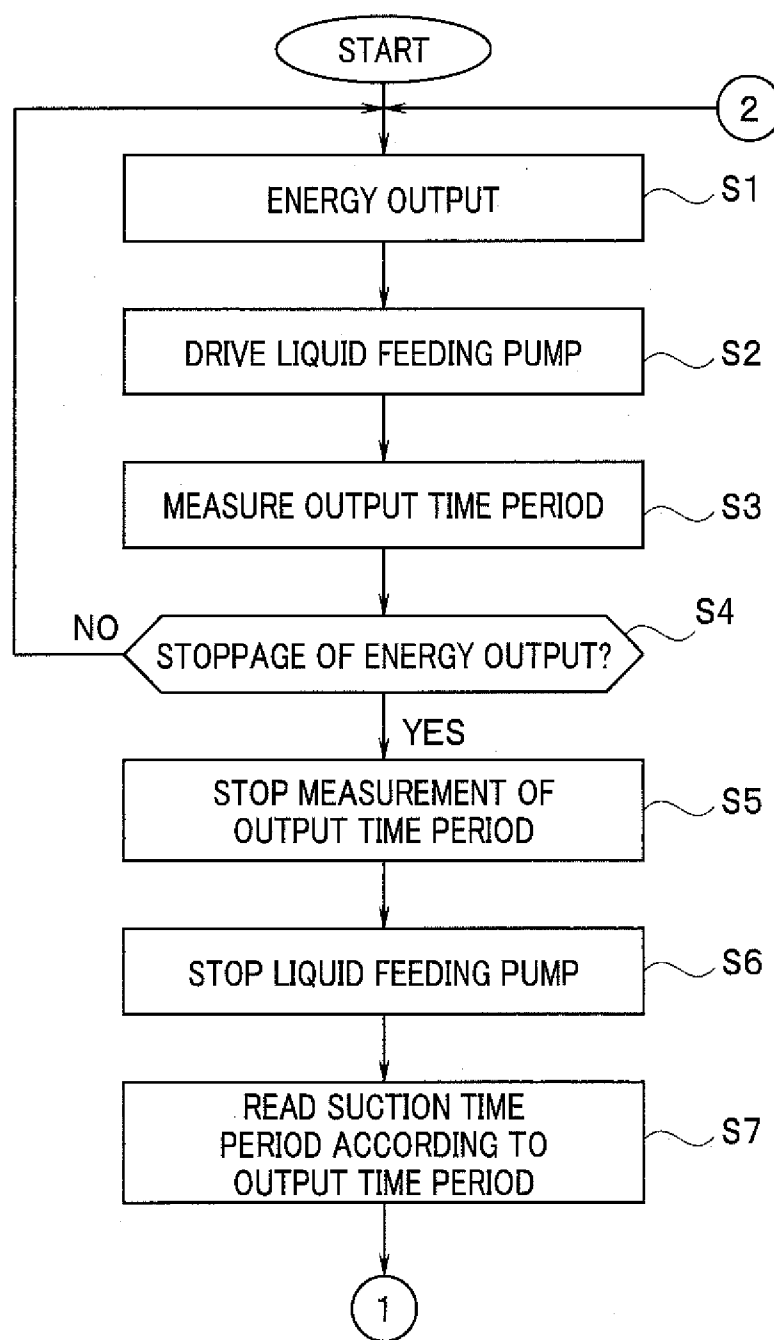 START
2
ENERGY OUTPUT
S1
DRIVE LIQUID FEEDING PUMP
S2
MEASURE OUTPUT TIME PERIOD
S3
NO
STOPPAGE OF ENERGY OUTPUT?
S4
YES
STOP MEASUREMENT OF
OUTPUT TIME PERIOD
S5
STOP LIQUID FEEDING PUMP
S6
READ SUCTION TIME
PERIOD ACCORDING TO
OUTPUT TIME PERIOD
S7
1